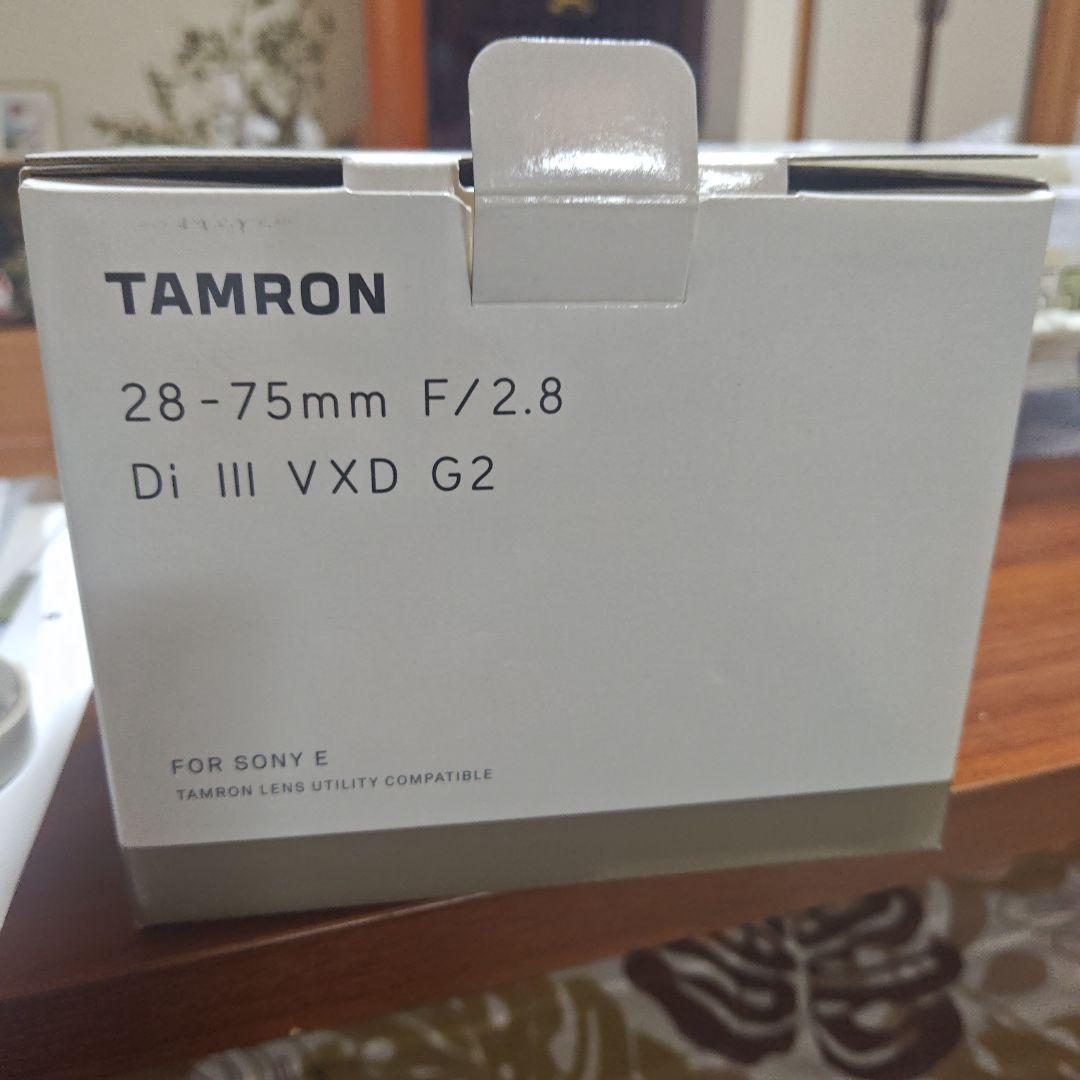 TAMRON
28-75mm F/2.8
Di III VXD G2
FOR SONY E
TAMRON LENS UTILITY COMPATIBLE